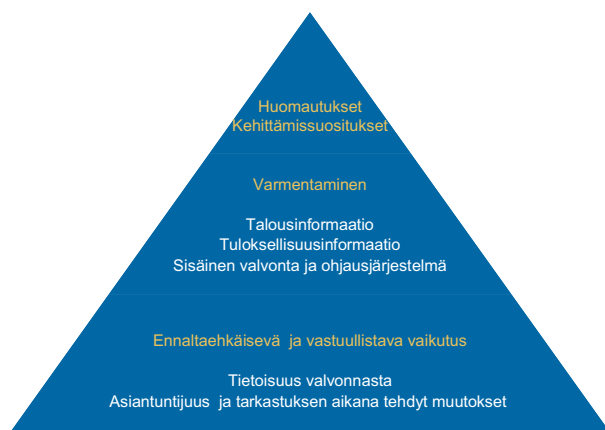 Huomautukset
Kehittämissuositukset
Varmentaminen
Talousinformaatio
Tuloksellisuusinformaatio
Sisäinen valvonta ja ohjausjärjestelmä
Ennaltaehkäisevä ja vastuullistava vaikutus
Tietoisuus valvonnasta
Asiantuntijuus ja tarkastuksen aikana tehdyt muutokset